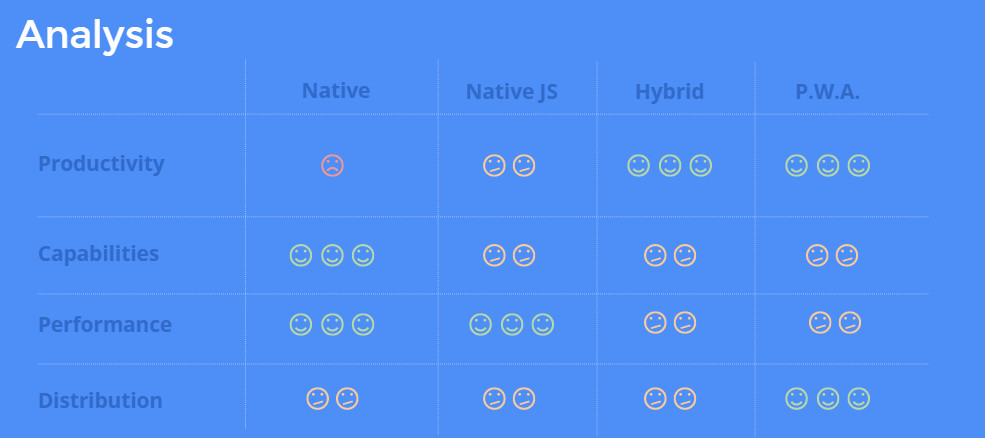 Analysis
Native Native JS Hybrid P.W.A.
Productivity
Capabilities
Performance
Distribution